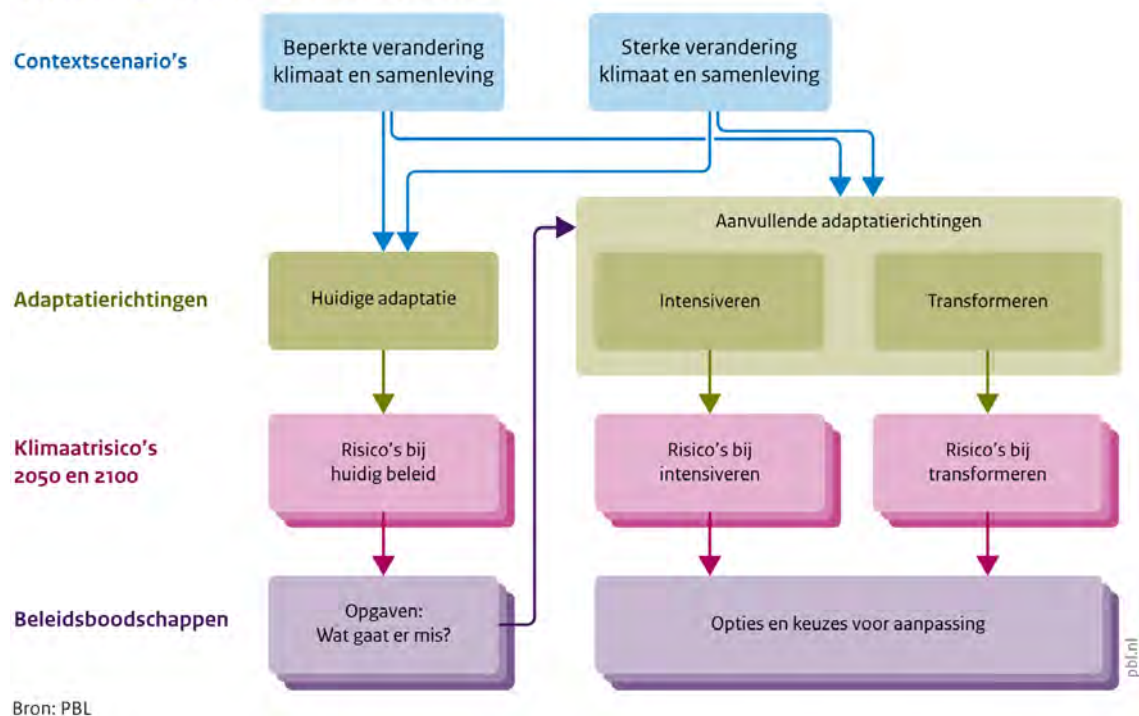 Contextscenario's
Beperkte verandering
klimaat en samenleving
Sterke verandering
klimaat en samenleving
Aanvullende adaptatierichtingen
Adaptatierichtingen
Huidige adaptatie
Intensiveren
Transformeren
Klimaatrisico's
2050 en 2100
Risico's bij
huidig beleid
Risico's bij
intensiveren
Risico's bij
transformeren
Beleidsboodschappen
Opgaven:
Wat gaat er mis?
Opties en keuzes voor aanpassing
pbl.nl
Bron: PBL